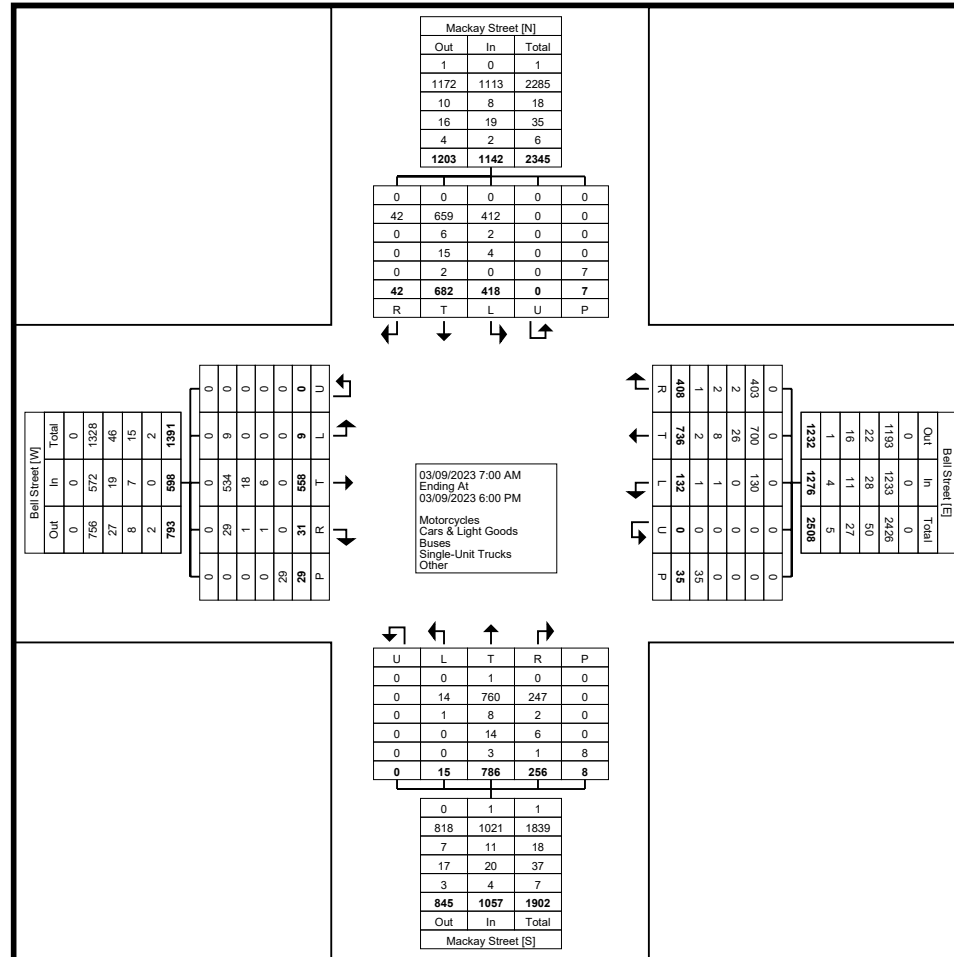 Mackay Street [N]
Out In Total
1 0 1
1172 1113 2285
10 8 18
16 19 35
4 2 6
1203 1142 2345
0 0 0 0 0
42 659 412 0 0
0 6 2 0 0
0 15 4 0 0
0 2 0 0 7
42 682 418 0 7
R T L U P
Bell Street [W]
Total 0 1328 46 15 2 1391
In 0 572 19 7 0 598
Out 0 756 27 8 2 793
0 0 0 0 0 0 U
0 9 0 0 0 9 L
0 534 18 6 0 558 T
0 29 1 1 0 31 R
0 0 0 0 29 29 P
03/09/2023 7:00 AM
Ending At
03/09/2023 6:00 PM
Motorcycles
Cars & Light Goods
Buses
Single-Unit Trucks
Other
R 408 1 2 2 403 0
T 736 2 8 26 700 0
L 132 1 1 0 130 0
U 0 0 0 0 0 0
P 35 35 0 0 0 0
1232 1 16 22 1193 0 Out
1276 4 11 28 1233 0 In
2508 5 27 50 2426 0 Total
Bell Street [E]
U L T R P
0 0 1 0 0
0 14 760 247 0
0 1 8 2 0
0 0 14 6 0
0 0 3 1 8
0 15 786 256 8
0 1 1
818 1021 1839
7 11 18
17 20 37
3 4 7
845 1057 1902
Out In Total
Mackay Street [S]